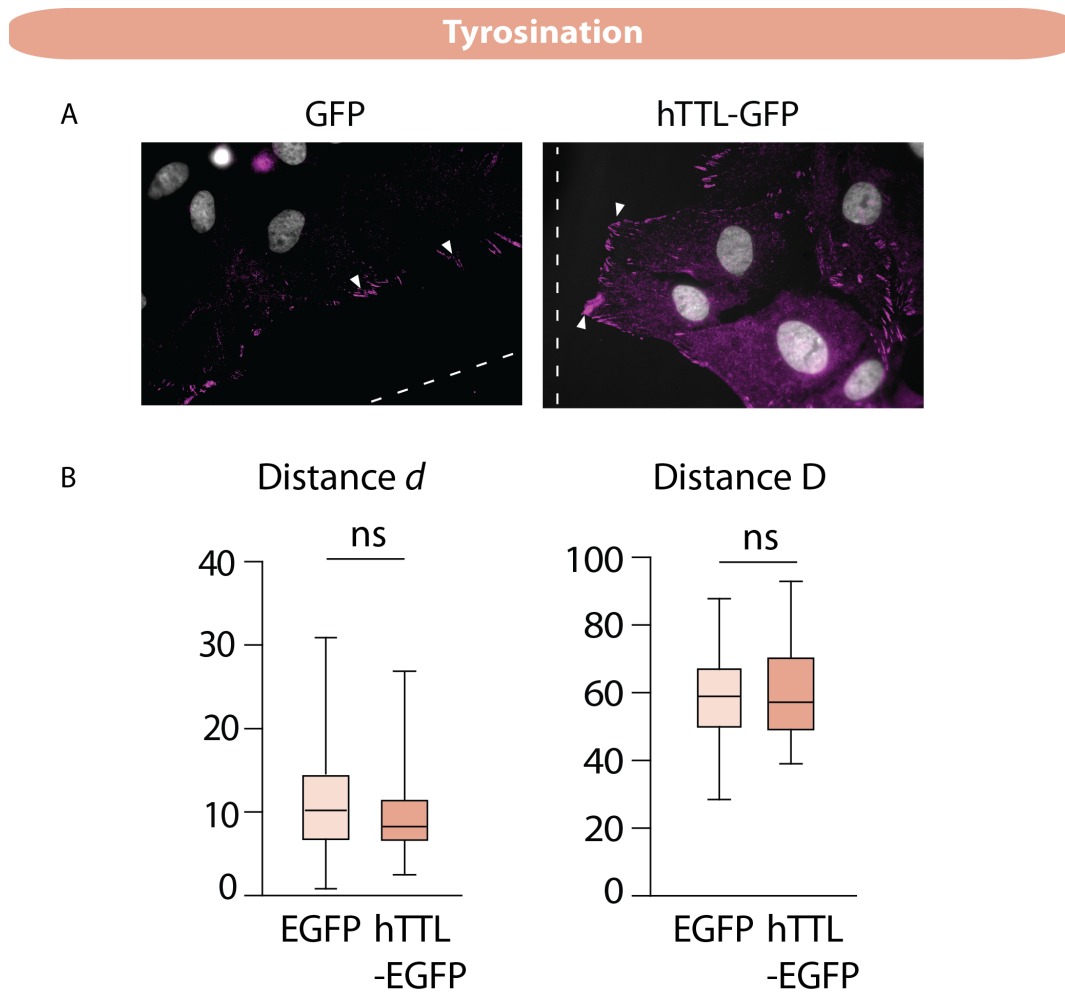 Tyrosination
A
GFP
hTTL-GFP
B
Distance d
Distance D
ns
ns
40
30
20
10
0
100
80
60
40
20
0
EGFP hTTL
-EGFP
EGFP hTTL
-EGFP